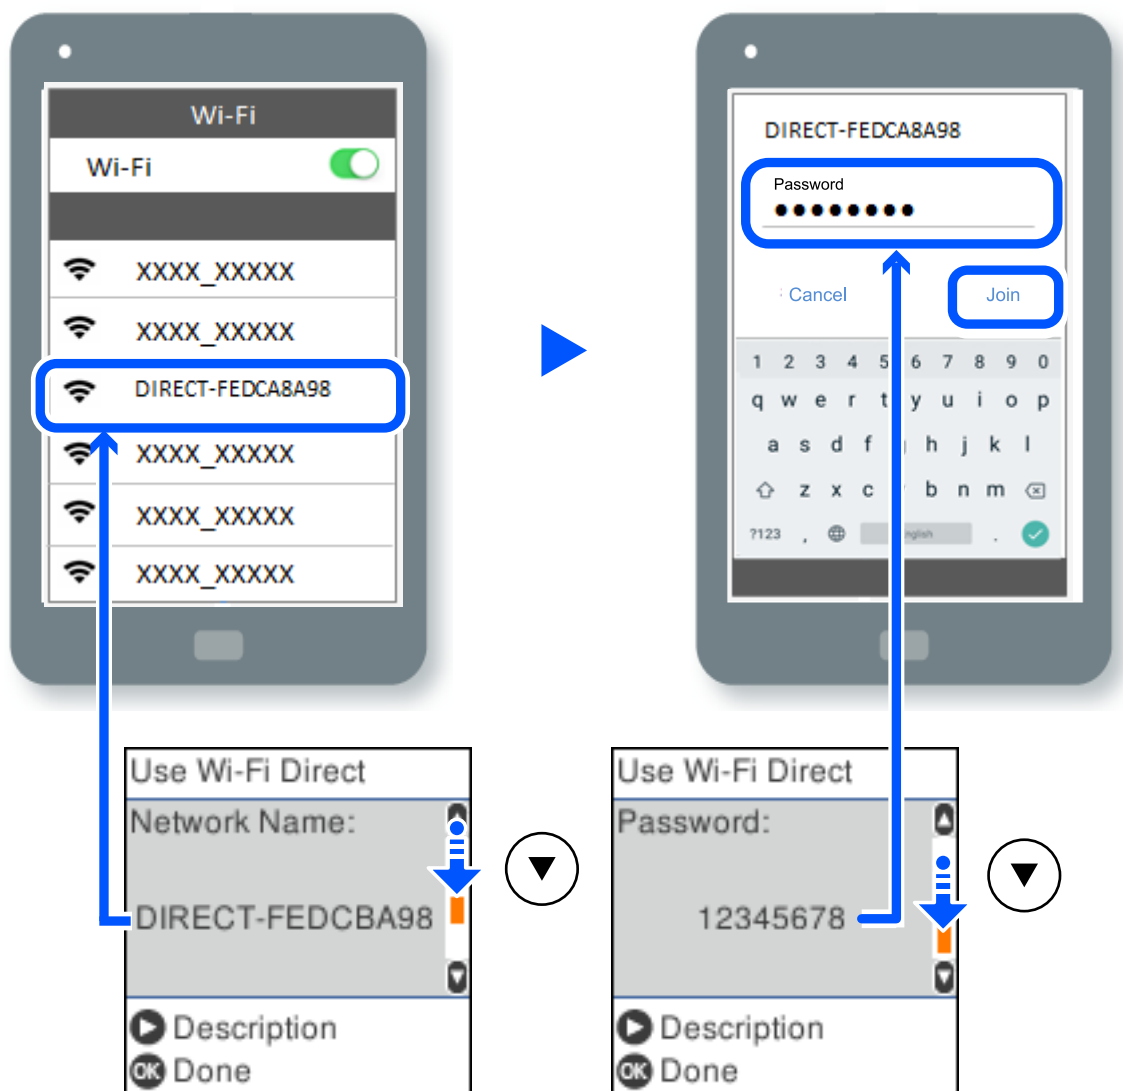 Wi-Fi
Wi-Fi
XXXX_XXXXX
XXXX_XXXXX
DIRECT-FEDCA8A98
XXXX_XXXXX
XXXX_XXXXX
XXXX_XXXXX
DIRECT-FEDCA8A98
Password
●●●●●●●●
Cancel
Join
1 2 3 4 5 6 7 8 9 0
q w e r t y u i o p
a s d f h j k l
z x c b n m
?123 , .
Use Wi-Fi Direct
Network Name:
DIRECT-FEDCBA98
Description
OK Done
Use Wi-Fi Direct
Password:
12345678
Description
OK Done